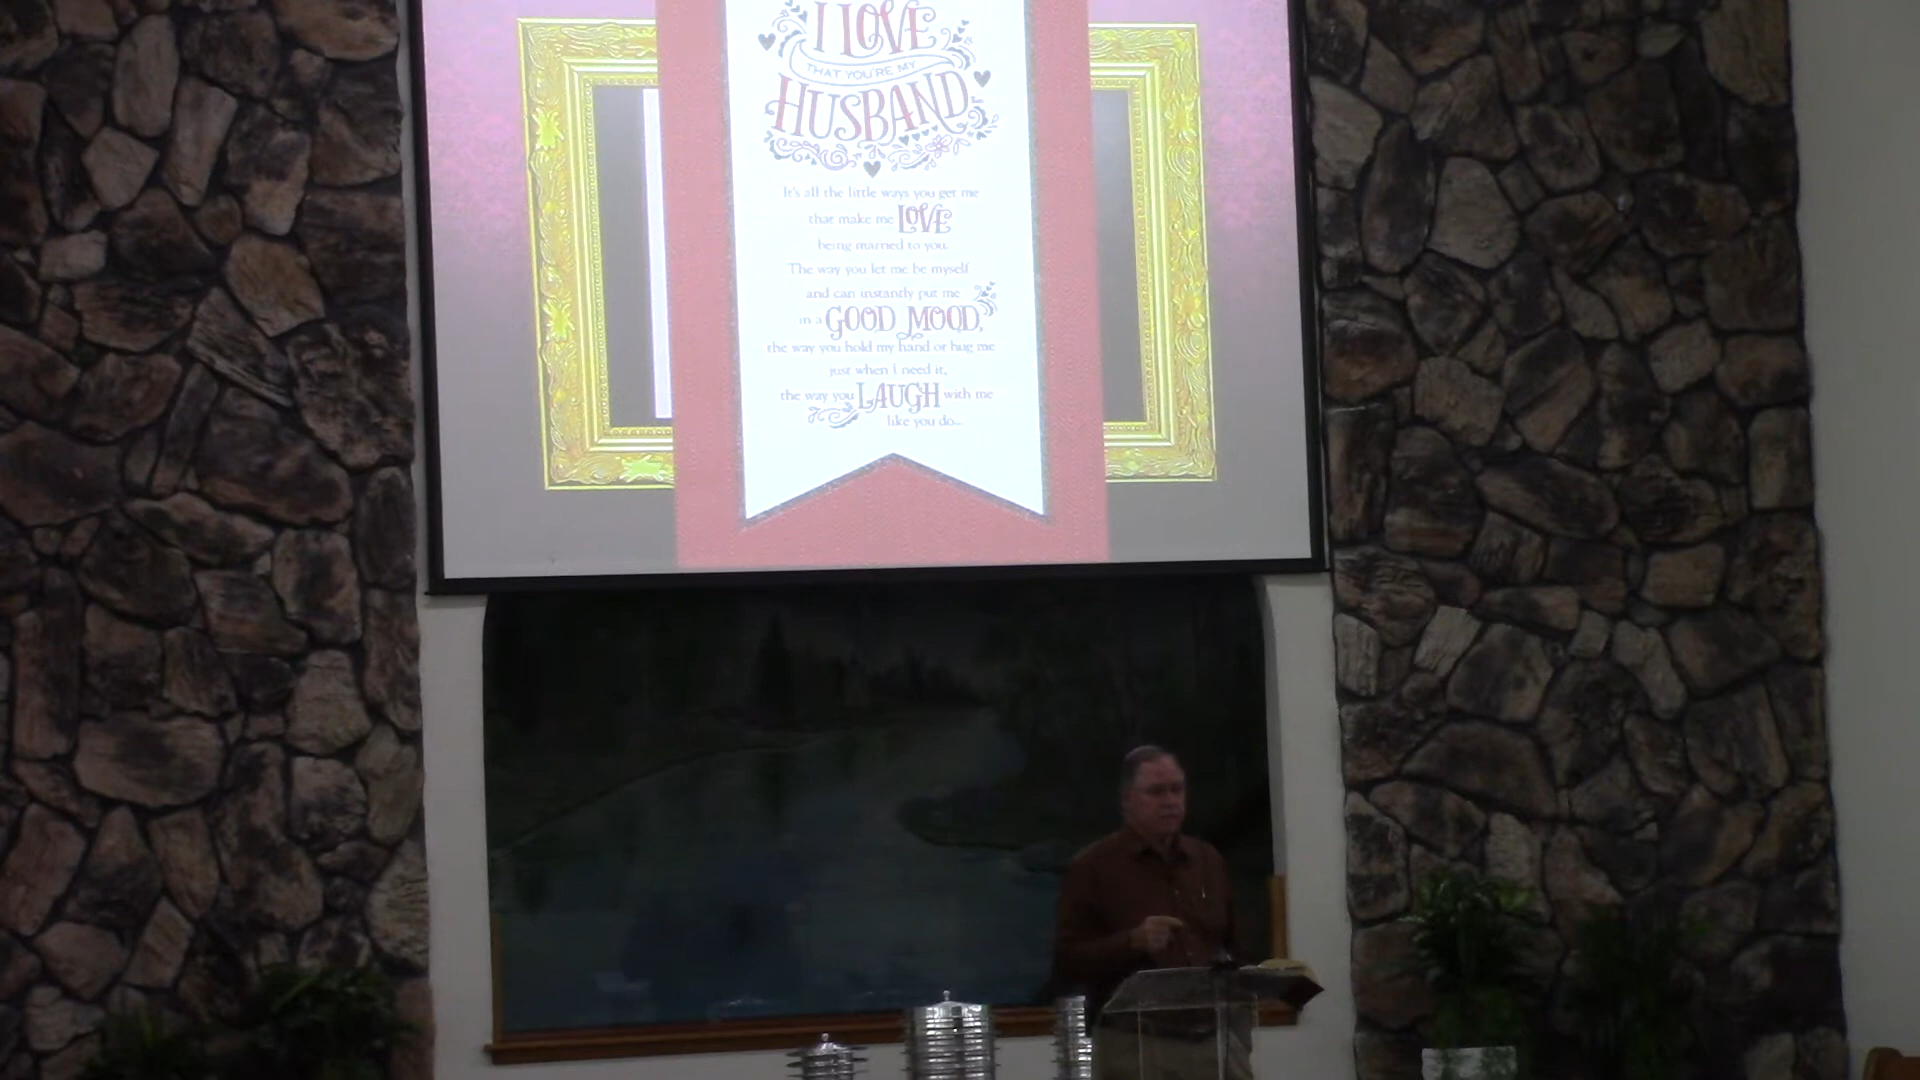 I LOVE
THAT YOU'RE MY
HUSBAND
It's all the little ways you get me
that make me LOVE
being married to you.
The way you let me be myself
and can instantly put me
in a GOOD MOOD,
the way you hold my hand or hug me
just when I need it,
the way you LAUGH with me
like you do...